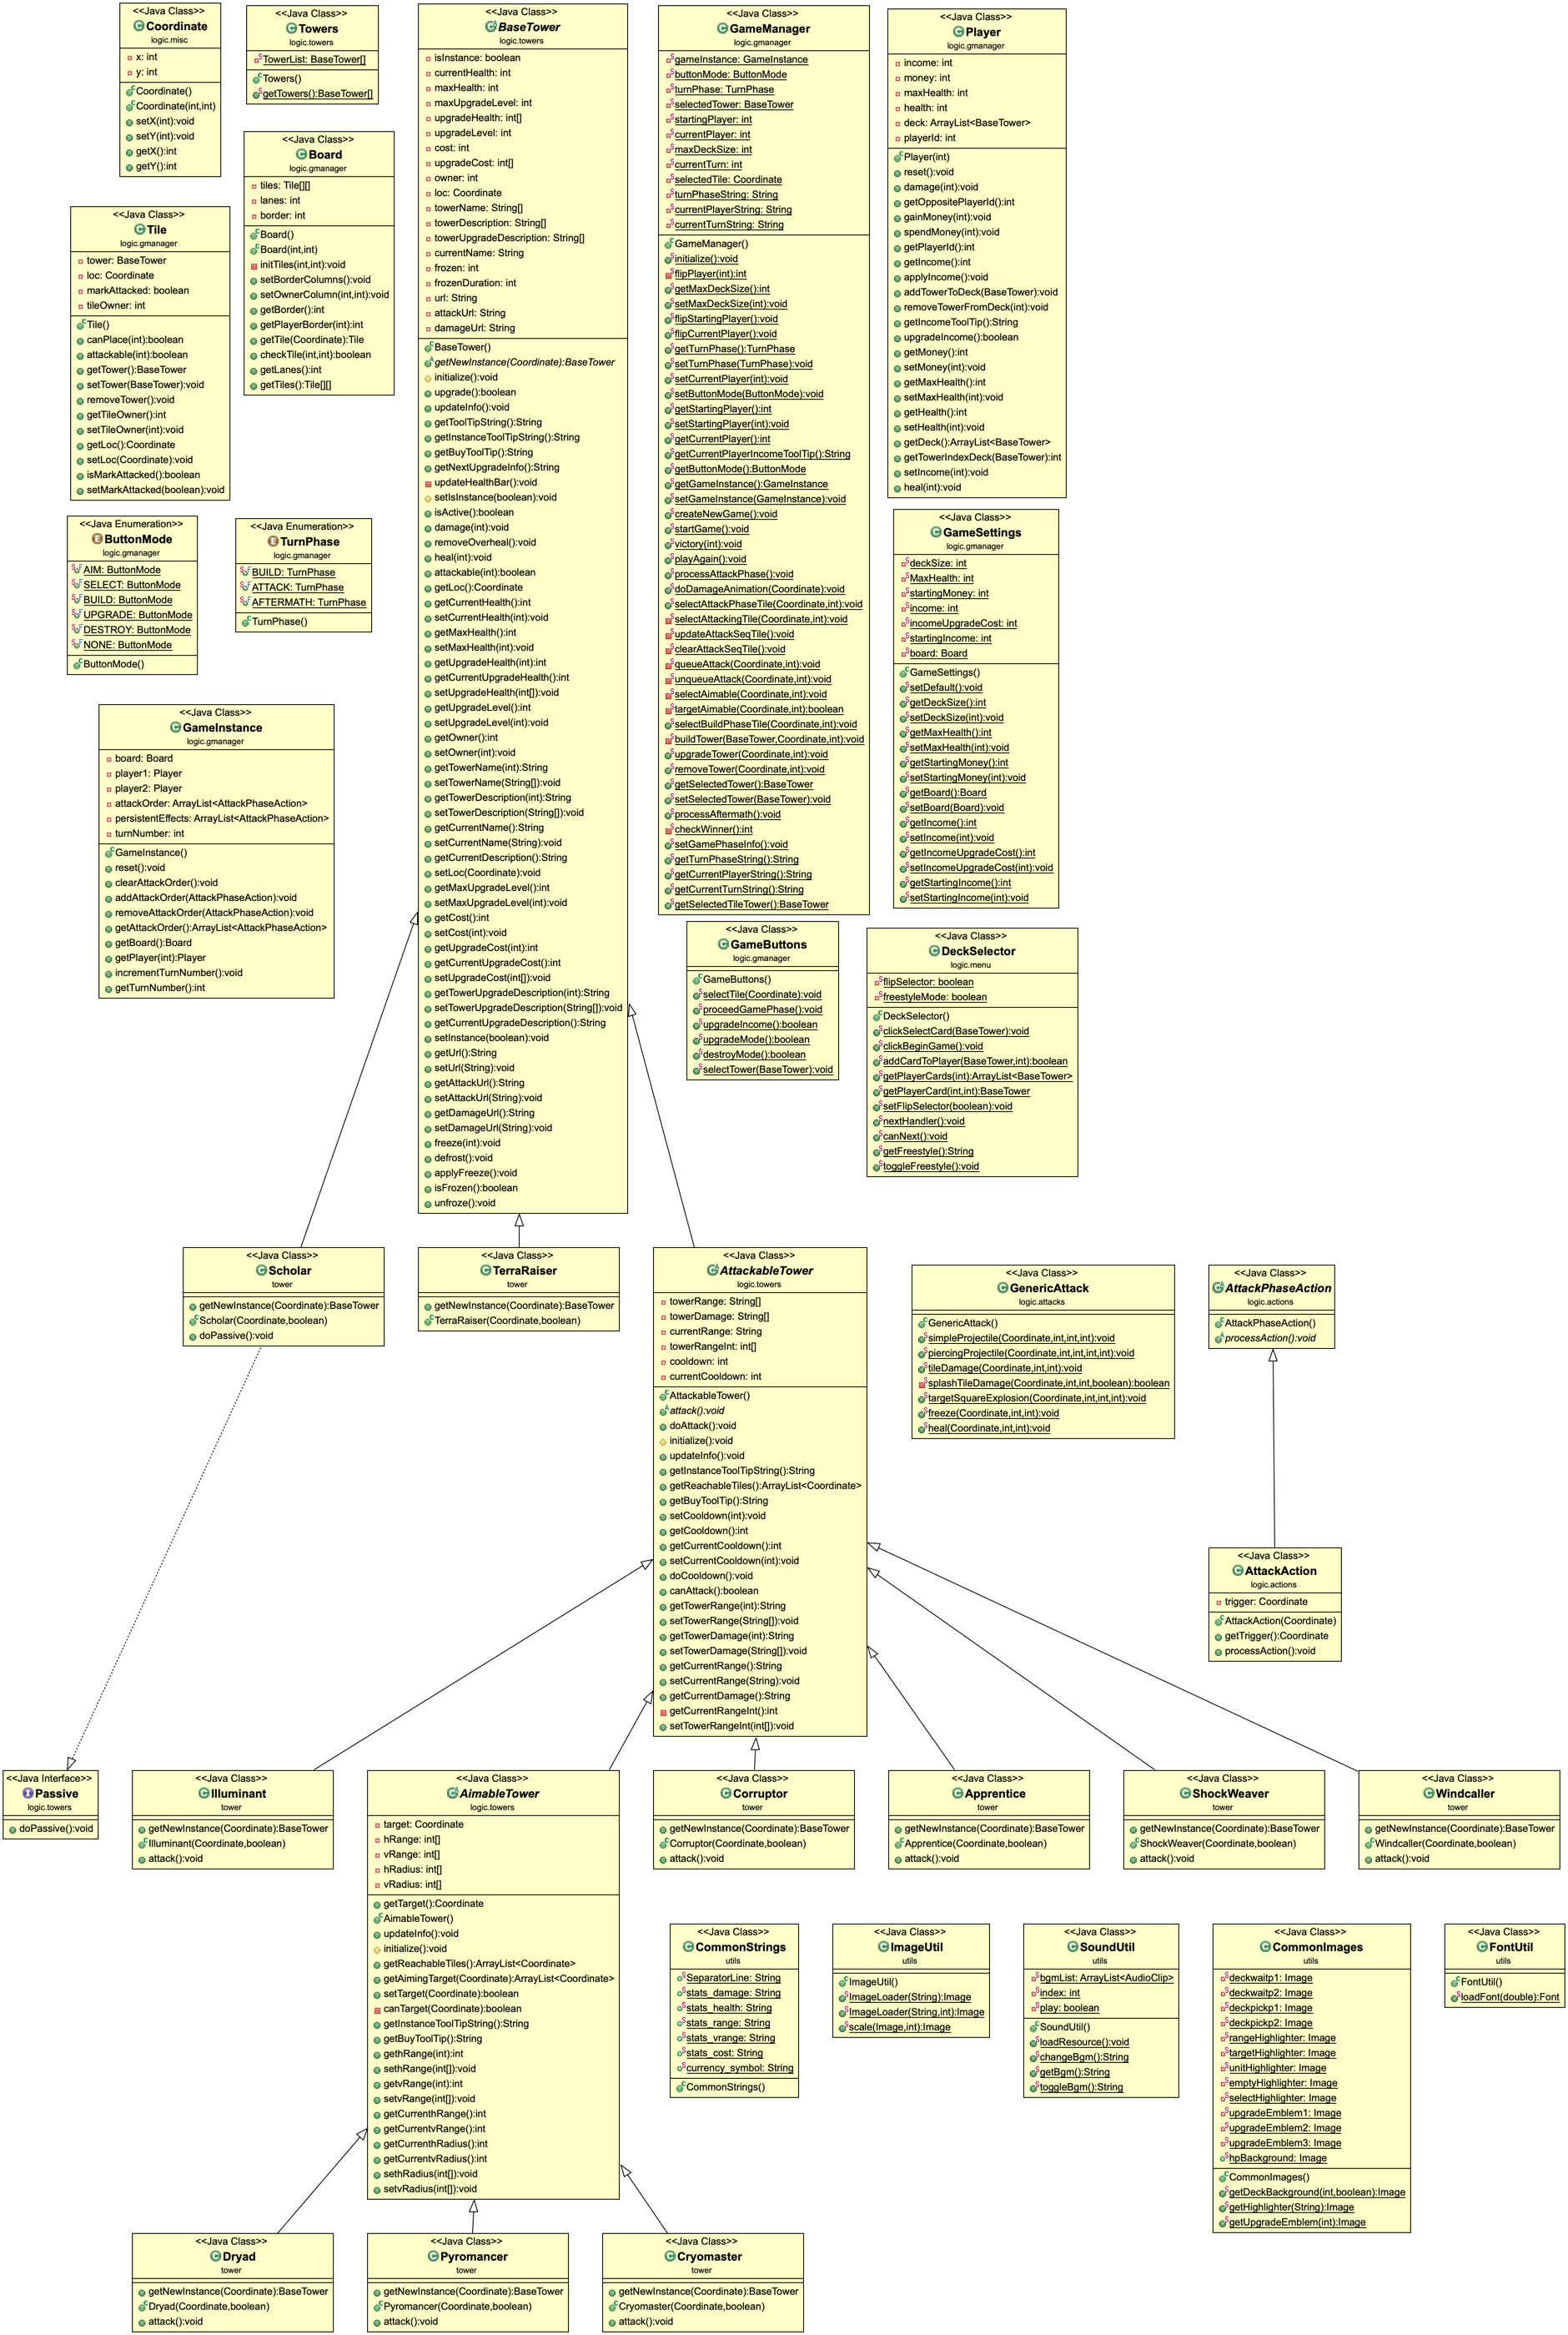 <<Java Class>>
Coordinate
logic.misc
x: int
y: int
Coordinate()
Coordinate(int,int)
setX(int):void
setY(int):void
getX():int
getY():int
<<Java Class>>
Towers
logic.towers
TowerList: BaseTower[]
Towers()
getTowers():BaseTower[]
<<Java Class>>
BaseTower
logic.towers
isInstance: boolean
currentHealth: int
maxHealth: int
maxUpgradeLevel: int
upgradeHealth: int[]
upgradeLevel: int
cost: int
upgradeCost: int[]
owner: int
loc: Coordinate
towerName: String[]
towerDescription: String[]
towerUpgradeDescription: String[]
currentName: String
frozen: int
frozenDuration: int
url: String
attackUrl: String
damageUrl: String
BaseTower()
getNewInstance(Coordinate):BaseTower
initialize():void
upgrade():boolean
updateInfo():void
getToolTipString():String
getInstanceToolTipString():String
getBuyToolTip():String
getNextUpgradeInfo():String
updateHealthBar():void
setIsInstance(boolean):void
isActive():boolean
damage(int):void
removeOverheal():void
heal(int):void
attackable(int):boolean
getLoc():Coordinate
getCurrentHealth():int
setCurrentHealth(int):void
getMaxHealth():int
setMaxHealth(int):void
getUpgradeHealth(int):int
getCurrentUpgradeHealth():int
setUpgradeHealth(int[]):void
getUpgradeLevel():int
setUpgradeLevel(int):void
getOwner():int
setOwner(int):void
getTowerName(int):String
setTowerName(String[]):void
getTowerDescription(int):String
setTowerDescription(String[]):void
getCurrentName():String
setCurrentName(String):void
getCurrentDescription():String
setLoc(Coordinate):void
getMaxUpgradeLevel():int
setMaxUpgradeLevel(int):void
getCost():int
setCost(int):void
getUpgradeCost(int):int
getCurrentUpgradeCost():int
setUpgradeCost(int[]):void
getTowerUpgradeDescription(int):String
setTowerUpgradeDescription(String[]):void
getCurrentUpgradeDescription():String
setInstance(boolean):void
getUrl():String
setUrl(String):void
getAttackUrl():String
setAttackUrl(String):void
getDamageUrl():String
setDamageUrl(String):void
freeze(int):void
defrost():void
applyFreeze():void
isFrozen():boolean
unfroze():void
<<Java Class>>
GameManager
logic.gmanager
gameInstance: GameInstance
buttonMode: ButtonMode
turnPhase: TurnPhase
selectedTower: BaseTower
startingPlayer: int
currentPlayer: int
maxDeckSize: int
currentTurn: int
selectedTile: Coordinate
turnPhaseString: String
currentPlayerString: String
currentTurnString: String
GameManager()
initialize():void
flipPlayer(int):int
getMaxDeckSize():int
setMaxDeckSize(int):void
flipStartingPlayer():void
flipCurrentPlayer():void
getTurnPhase():TurnPhase
setTurnPhase(TurnPhase):void
setCurrentPlayer(int):void
setButtonMode(ButtonMode):void
getStartingPlayer():int
setStartingPlayer(int):void
getCurrentPlayer():int
getCurrentPlayerIncomeToolTip():String
getButtonMode():ButtonMode
getGameInstance():GameInstance
setGameInstance(GameInstance):void
createNewGame():void
startGame():void
victory(int):void
playAgain():void
processAttackPhase():void
doDamageAnimation(Coordinate):void
selectAttackPhaseTile(Coordinate,int):void
selectAttackingTile(Coordinate,int):void
updateAttackSeqTile():void
clearAttackSeqTile():void
queueAttack(Coordinate,int):void
unqueueAttack(Coordinate,int):void
selectAimable(Coordinate,int):void
targetAimable(Coordinate,int):boolean
selectBuildPhaseTile(Coordinate,int):void
buildTower(BaseTower,Coordinate,int):void
upgradeTower(Coordinate,int):void
removeTower(Coordinate,int):void
getSelectedTower():BaseTower
setSelectedTower(BaseTower):void
processAftermath():void
checkWinner():int
setGamePhaseInfo():void
getTurnPhaseString():String
getCurrentPlayerString():String
getCurrentTurnString():String
getSelectedTileTower():BaseTower
<<Java Class>>
Player
logic.gmanager
income: int
money: int
maxHealth: int
health: int
deck: ArrayList<BaseTower>
playerId: int
Player(int)
reset():void
damage(int):void
getOppositePlayerId():int
gainMoney(int):void
spendMoney(int):void
getPlayerId():int
getIncome():int
applyIncome():void
addTowerToDeck(BaseTower):void
removeTowerFromDeck(int):void
getIncomeToolTip():String
upgradeIncome():boolean
getMoney():int
setMoney(int):void
getMaxHealth():int
setMaxHealth(int):void
getHealth():int
setHealth(int):void
getDeck():ArrayList<BaseTower>
getTowerIndexDeck(BaseTower):int
setIncome(int):void
heal(int):void
<<Java Class>>
Board
logic.gmanager
tiles: Tile[][]
lanes: int
border: int
Board()
Board(int,int)
initTiles(int,int):void
setBorderColumns():void
setOwnerColumn(int,int):void
getBorder():int
getPlayerBorder(int):int
getTile(Coordinate):Tile
checkTile(int,int):boolean
getLanes():int
getTiles():Tile[][]
<<Java Class>>
Tile
logic.gmanager
tower: BaseTower
loc: Coordinate
markAttacked: boolean
tileOwner: int
Tile()
canPlace(int):boolean
attackable(int):boolean
getTower():BaseTower
setTower(BaseTower):void
removeTower():void
getTileOwner():int
setTileOwner(int):void
getLoc():Coordinate
setLoc(Coordinate):void
isMarkAttacked():boolean
setMarkAttacked(boolean):void
<<Java Enumeration>>
ButtonMode
logic.gmanager
AIM: ButtonMode
SELECT: ButtonMode
BUILD: ButtonMode
UPGRADE: ButtonMode
DESTROY: ButtonMode
NONE: ButtonMode
ButtonMode()
<<Java Enumeration>>
TurnPhase
logic.gmanager
BUILD: TurnPhase
ATTACK: TurnPhase
AFTERMATH: TurnPhase
TurnPhase()
<<Java Class>>
GameSettings
logic.gmanager
deckSize: int
MaxHealth: int
startingMoney: int
income: int
incomeUpgradeCost: int
startingIncome: int
board: Board
GameSettings()
setDefault():void
getDeckSize():int
setDeckSize(int):void
getMaxHealth():int
setMaxHealth(int):void
getStartingMoney():int
setStartingMoney(int):void
getBoard():Board
setBoard(Board):void
getIncome():int
setIncome(int):void
getIncomeUpgradeCost():int
setIncomeUpgradeCost(int):void
getStartingIncome():int
setStartingIncome(int):void
<<Java Class>>
GameInstance
logic.gmanager
board: Board
player1: Player
player2: Player
attackOrder: ArrayList<AttackPhaseAction>
persistentEffects: ArrayList<AttackPhaseAction>
turnNumber: int
GameInstance()
reset():void
clearAttackOrder():void
addAttackOrder(AttackPhaseAction):void
removeAttackOrder(AttackPhaseAction):void
getAttackOrder():ArrayList<AttackPhaseAction>
getBoard():Board
getPlayer(int):Player
incrementTurnNumber():void
getTurnNumber():int
<<Java Class>>
GameButtons
logic.gmanager
GameButtons()
selectTile(Coordinate):void
proceedGamePhase():void
upgradeIncome():boolean
upgradeMode():boolean
destroyMode():boolean
selectTower(BaseTower):void
<<Java Class>>
DeckSelector
logic.menu
flipSelector: boolean
freestyleMode: boolean
DeckSelector()
clickSelectCard(BaseTower):void
clickBeginGame():void
addCardToPlayer(BaseTower,int):boolean
getPlayerCards(int):ArrayList<BaseTower>
getPlayerCard(int,int):BaseTower
setFlipSelector(boolean):void
nextHandler():void
canNext():void
getFreestyle():String
toggleFreestyle():void
<<Java Class>>
Scholar
tower
getNewInstance(Coordinate):BaseTower
Scholar(Coordinate,boolean)
doPassive():void
<<Java Class>>
TerraRaiser
tower
getNewInstance(Coordinate):BaseTower
TerraRaiser(Coordinate,boolean)
<<Java Class>>
AttackableTower
logic.towers
towerRange: String[]
towerDamage: String[]
currentRange: String
towerRangeInt: int[]
cooldown: int
currentCooldown: int
AttackableTower()
attack():void
doAttack():void
initialize():void
updateInfo():void
getInstanceToolTipString():String
getReachableTiles():ArrayList<Coordinate>
getBuyToolTip():String
setCooldown(int):void
getCooldown():int
getCurrentCooldown():int
setCurrentCooldown(int):void
doCooldown():void
canAttack():boolean
getTowerRange(int):String
setTowerRange(String[]):void
getTowerDamage(int):String
setTowerDamage(String[]):void
getCurrentRange():String
setCurrentRange(String):void
getCurrentDamage():String
getCurrentRangeInt():int
setTowerRangeInt(int[]):void
<<Java Class>>
GenericAttack
logic.attacks
GenericAttack()
simpleProjectile(Coordinate,int,int,int):void
piercingProjectile(Coordinate,int,int,int,int):void
tileDamage(Coordinate,int,int):void
splashTileDamage(Coordinate,int,int,boolean):boolean
targetSquareExplosion(Coordinate,int,int,int):void
freeze(Coordinate,int,int):void
heal(Coordinate,int,int):void
<<Java Class>>
AttackPhaseAction
logic.actions
AttackPhaseAction()
processAction():void
<<Java Class>>
AttackAction
logic.actions
trigger: Coordinate
AttackAction(Coordinate)
getTrigger():Coordinate
processAction():void
<<Java Interface>>
Passive
logic.towers
doPassive():void
<<Java Class>>
Illuminant
tower
getNewInstance(Coordinate):BaseTower
Illuminant(Coordinate,boolean)
attack():void
<<Java Class>>
AimableTower
logic.towers
target: Coordinate
hRange: int[]
vRange: int[]
hRadius: int[]
vRadius: int[]
getTarget():Coordinate
AimableTower()
updateInfo():void
initialize():void
getReachableTiles():ArrayList<Coordinate>
getAimingTarget(Coordinate):ArrayList<Coordinate>
setTarget(Coordinate):boolean
canTarget(Coordinate):boolean
getInstanceToolTipString():String
getBuyToolTip():String
gethRange(int):int
sethRange(int[]):void
getvRange(int):int
setvRange(int[]):void
getCurrenthRange():int
getCurrentvRange():int
getCurrenthRadius():int
getCurrentvRadius():int
sethRadius(int[]):void
setvRadius(int[]):void
<<Java Class>>
Corruptor
tower
getNewInstance(Coordinate):BaseTower
Corruptor(Coordinate,boolean)
attack():void
<<Java Class>>
Apprentice
tower
getNewInstance(Coordinate):BaseTower
Apprentice(Coordinate,boolean)
attack():void
<<Java Class>>
ShockWeaver
tower
getNewInstance(Coordinate):BaseTower
ShockWeaver(Coordinate,boolean)
attack():void
<<Java Class>>
Windcaller
tower
getNewInstance(Coordinate):BaseTower
Windcaller(Coordinate,boolean)
attack():void
<<Java Class>>
CommonStrings
utils
SeparatorLine: String
stats_damage: String
stats_health: String
stats_range: String
stats_vrange: String
stats_cost: String
currency_symbol: String
CommonStrings()
<<Java Class>>
ImageUtil
utils
ImageUtil()
ImageLoader(String):Image
ImageLoader(String,int):Image
scale(Image,int):Image
<<Java Class>>
SoundUtil
utils
bgmList: ArrayList<AudioClip>
index: int
play: boolean
SoundUtil()
loadResource():void
changeBgm():String
getBgm():String
toggleBgm():String
<<Java Class>>
CommonImages
utils
deckwaitp1: Image
deckwaitp2: Image
deckpickp1: Image
deckpickp2: Image
rangeHighlighter: Image
targetHighlighter: Image
unitHighlighter: Image
emptyHighlighter: Image
selectHighlighter: Image
upgradeEmblem1: Image
upgradeEmblem2: Image
upgradeEmblem3: Image
hpBackground: Image
CommonImages()
getDeckBackground(int,boolean):Image
getHighlighter(String):Image
getUpgradeEmblem(int):Image
<<Java Class>>
FontUtil
utils
FontUtil()
loadFont(double):Font
<<Java Class>>
Dryad
tower
getNewInstance(Coordinate):BaseTower
Dryad(Coordinate,boolean)
attack():void
<<Java Class>>
Pyromancer
tower
getNewInstance(Coordinate):BaseTower
Pyromancer(Coordinate,boolean)
attack():void
<<Java Class>>
Cryomaster
tower
getNewInstance(Coordinate):BaseTower
Cryomaster(Coordinate,boolean)
attack():void